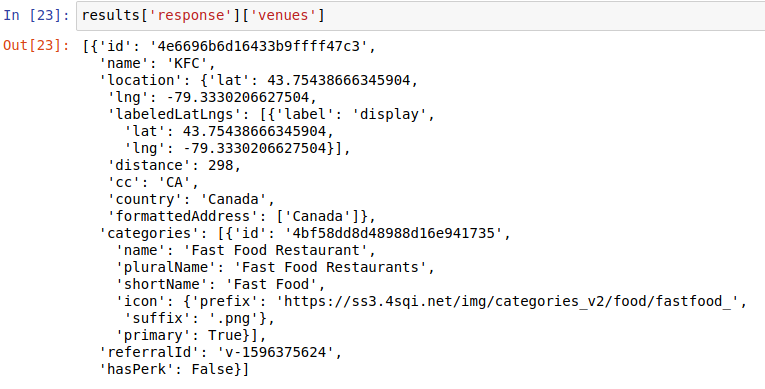 In [23]: results['response']['venues']
Out[23]: [{'id': '4e6696b6d16433b9ffff47c3',
'name': 'KFC',
'location': {'lat': 43.75438666345904,
'lng': -79.3330206627504,
'labeledLatLngs': [{'label': 'display',
'lat': 43.75438666345904,
'lng': -79.3330206627504}],
'distance': 298,
'cc': 'CA',
'country': 'Canada',
'formattedAddress': ['Canada']},
'categories': [{'id': '4bf58dd8d48988d16e941735',
'name': 'Fast Food Restaurant',
'pluralName': 'Fast Food Restaurants',
'shortName': 'Fast Food',
'icon': {'prefix': 'https://ss3.4sqi.net/img/categories_v2/food/fastfood_',
'suffix': '.png'},
'primary': True}],
'referralId': 'v-1596375624',
'hasPerk': False}]